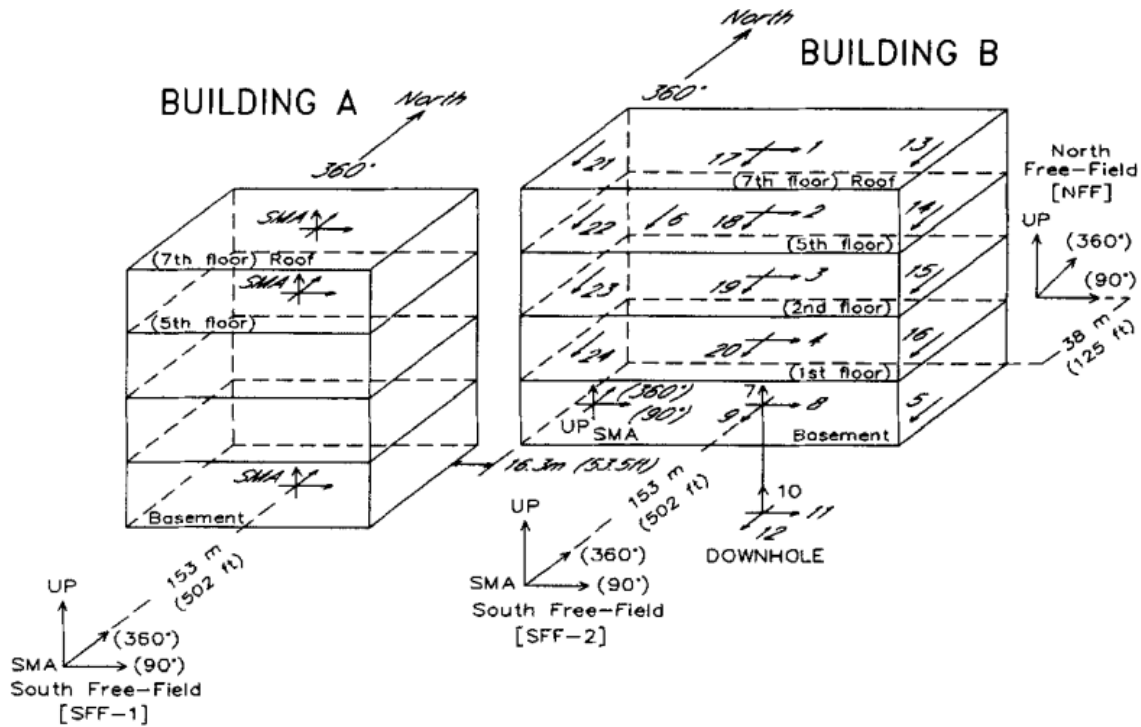 BUILDING A
North
360°
SMA
(7th floor) Roof
SMA
(5th floor)
SMA
Basement
153 m
(502 ft)
UP
(360°)
SMA
(90°)
South Free-Field
[SFF-1]
BUILDING B
North
360°
21
17
1
13
(7th floor) Roof
22
6
18
2
14
(5th floor)
23
19
3
15
(2nd floor)
24
20
4
16
(1st floor)
(360°)
(90°)
UP
SMA
7
9
8
5
Basement
16.3m (53.5ft)
10
11
12
DOWNHOLE
153 m
(502 ft)
UP
(360°)
SMA
(90°)
South Free-Field
[SFF-2]
North
Free-Field
[NFF]
UP
(360°)
(90°)
38 m
(125 ft)